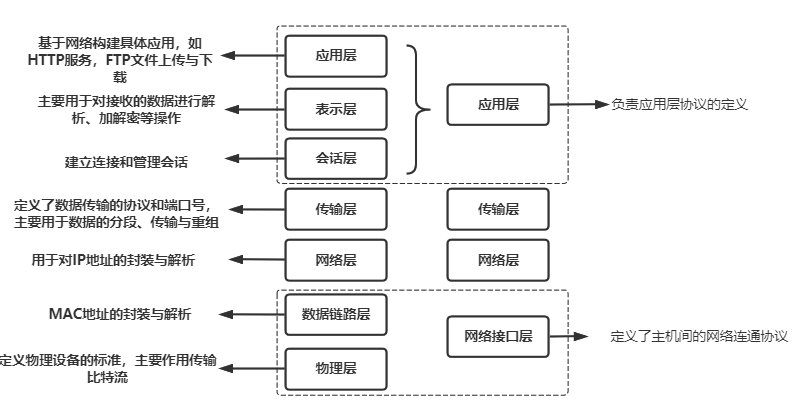 基于网络构建具体应用，如
HTTP服务，FTP文件上传与下
载
应用层
主要用于对接收的数据进行解
析、加解密等操作
表示层
应用层
负责应用层协议的定义
建立连接和管理会话
会话层
定义了数据传输的协议和端口号，
主要用于数据的分段、传输与重组
传输层
传输层
用于对IP地址的封装与解析
网络层
网络层
MAC地址的封装与解析
数据链路层
网络接口层
定义了主机间的网络连通协议
定义物理设备的标准，主要作用传输
比特流
物理层